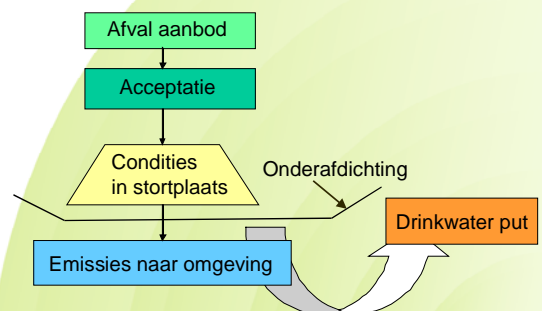 Afval aanbod
Acceptatie
Condities
in stortplaats
Onderafdichting
Drinkwater put
Emissies naar omgeving